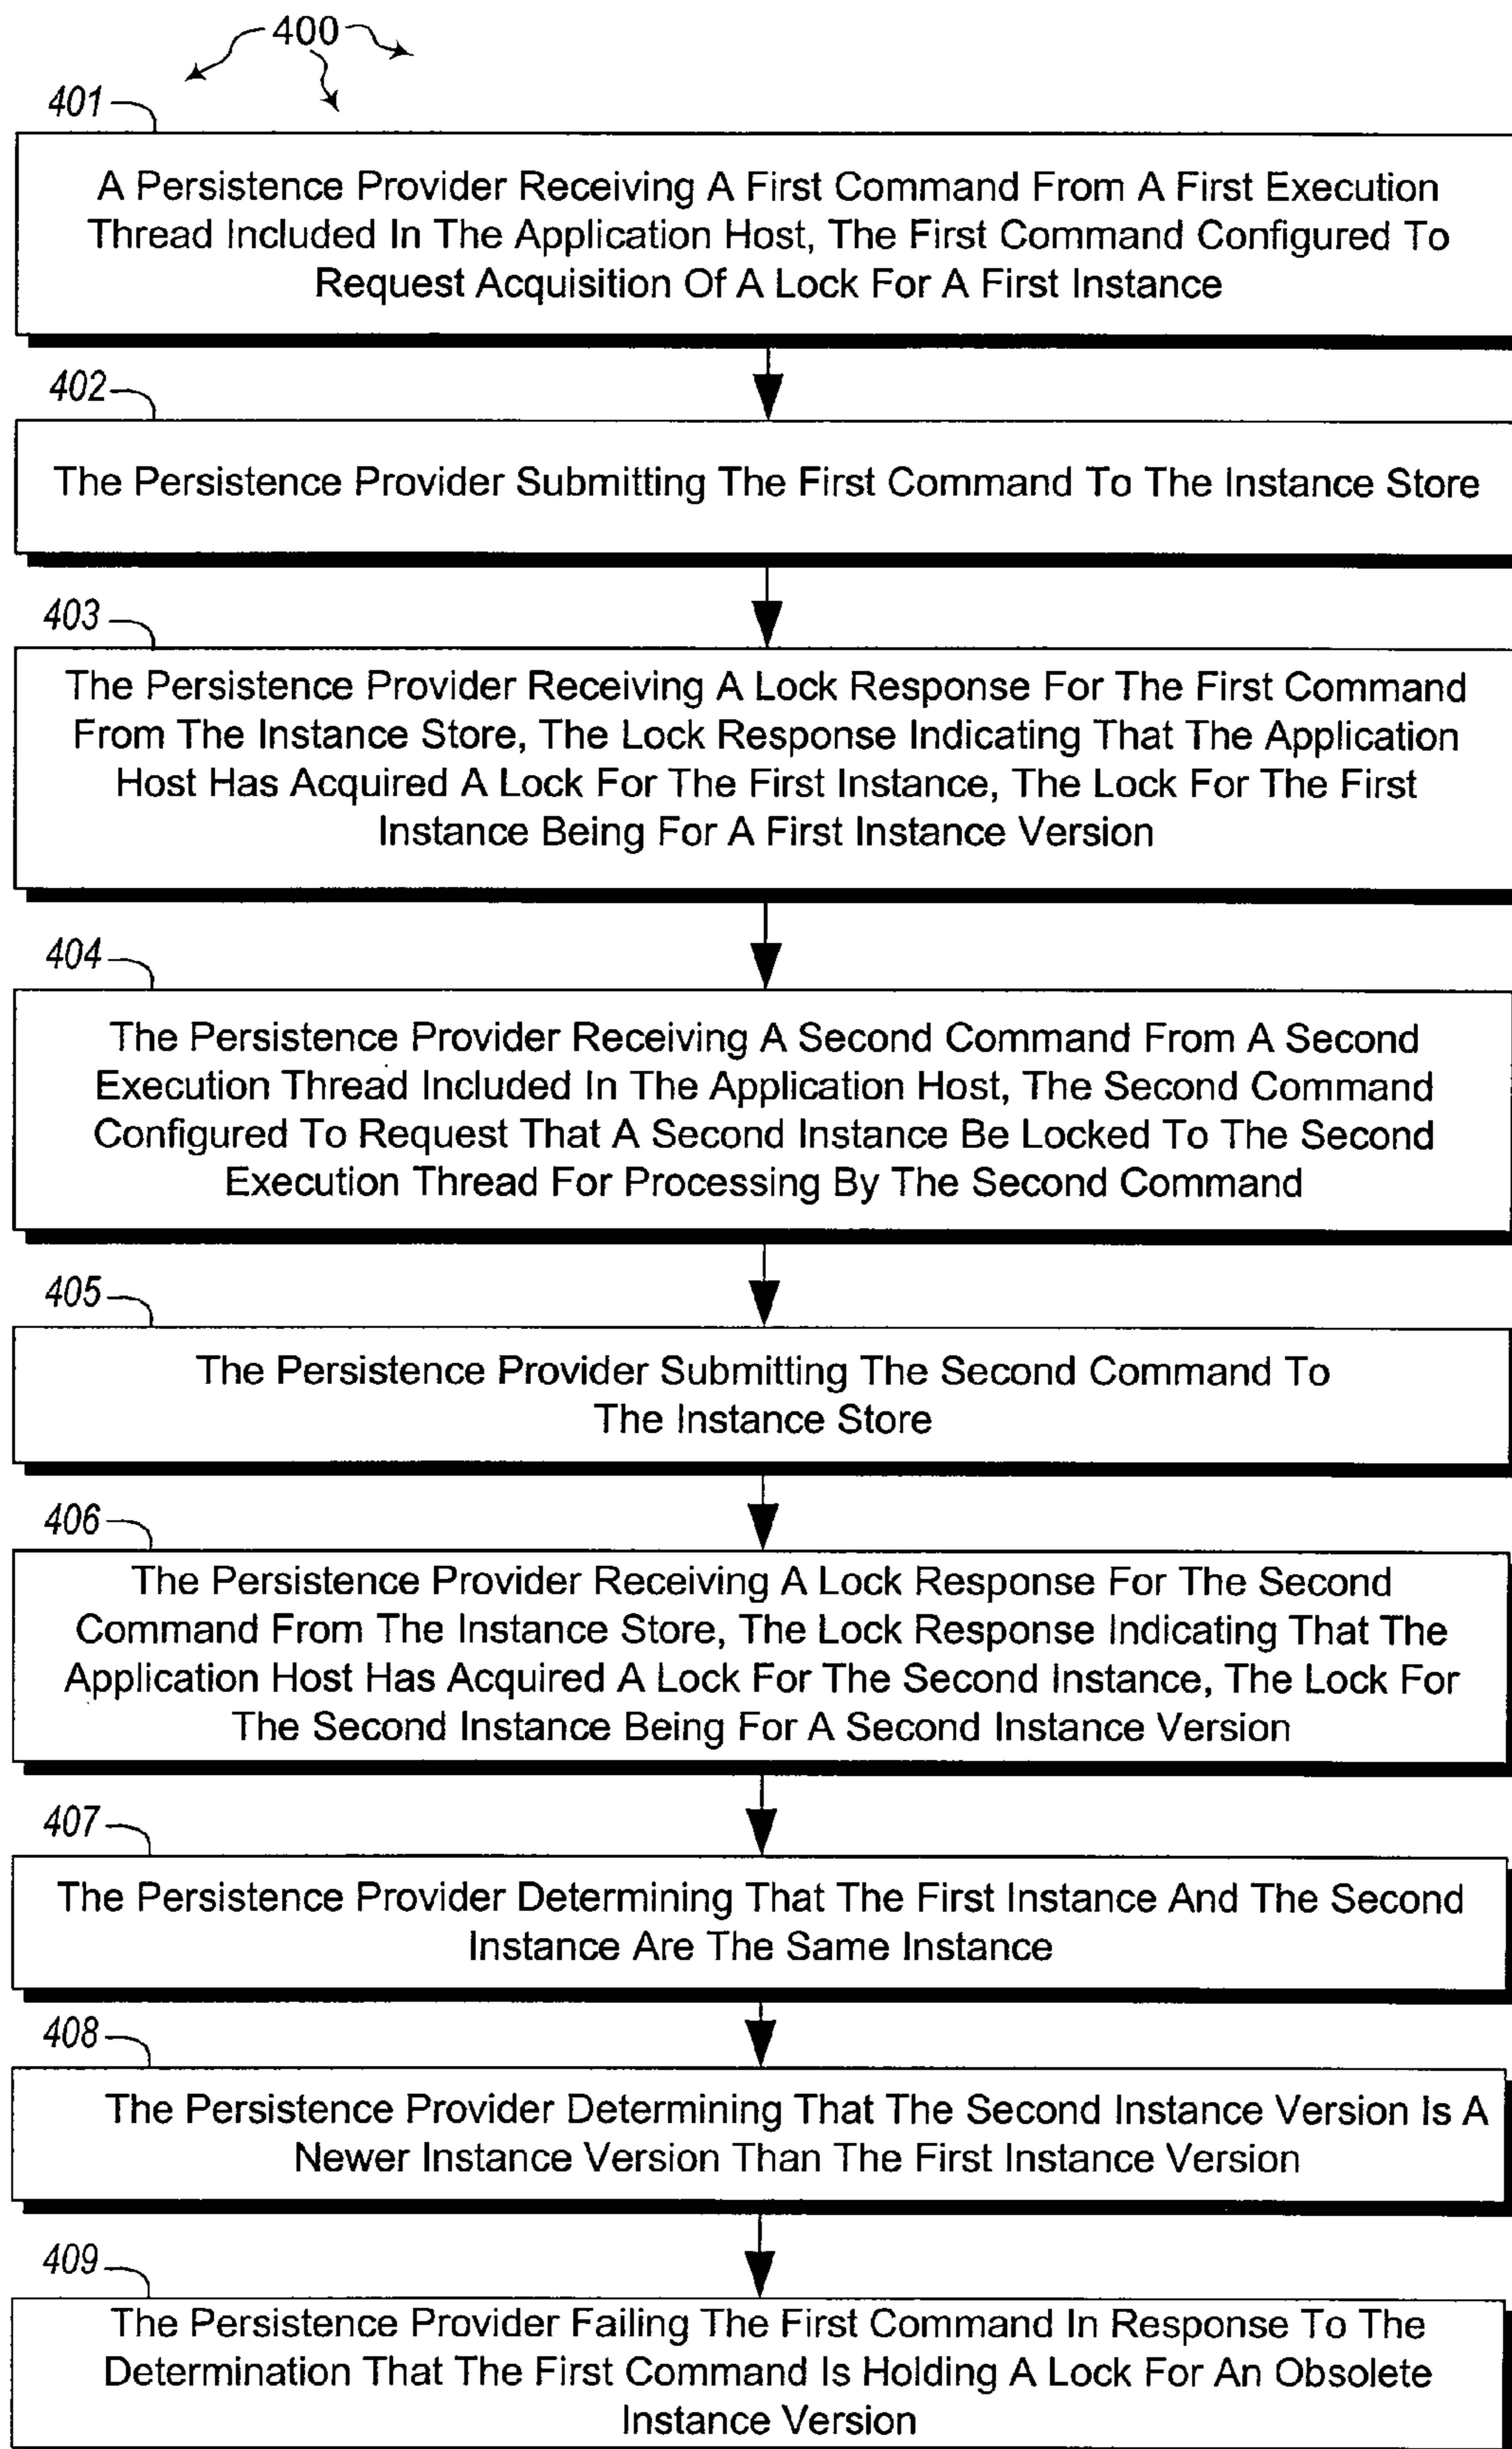 400
401
A Persistence Provider Receiving A First Command From A First Execution
Thread Included In The Application Host, The First Command Configured To
Request Acquisition Of A Lock For A First Instance
402
The Persistence Provider Submitting The First Command To The Instance Store
403
The Persistence Provider Receiving A Lock Response For The First Command
From The Instance Store, The Lock Response Indicating That The Application
Host Has Acquired A Lock For The First Instance, The Lock For The First
Instance Being For A First Instance Version
404
The Persistence Provider Receiving A Second Command From A Second
Execution Thread Included In The Application Host, The Second Command
Configured To Request That A Second Instance Be Locked To The Second
Execution Thread For Processing By The Second Command
405
The Persistence Provider Submitting The Second Command To
The Instance Store
406
The Persistence Provider Receiving A Lock Response For The Second
Command From The Instance Store, The Lock Response Indicating That The
Application Host Has Acquired A Lock For The Second Instance, The Lock For
The Second Instance Being For A Second Instance Version
407
The Persistence Provider Determining That The First Instance And The Second
Instance Are The Same Instance
408
The Persistence Provider Determining That The Second Instance Version Is A
Newer Instance Version Than The First Instance Version
409
The Persistence Provider Failing The First Command In Response To The
Determination That The First Command Is Holding A Lock For An Obsolete
Instance Version